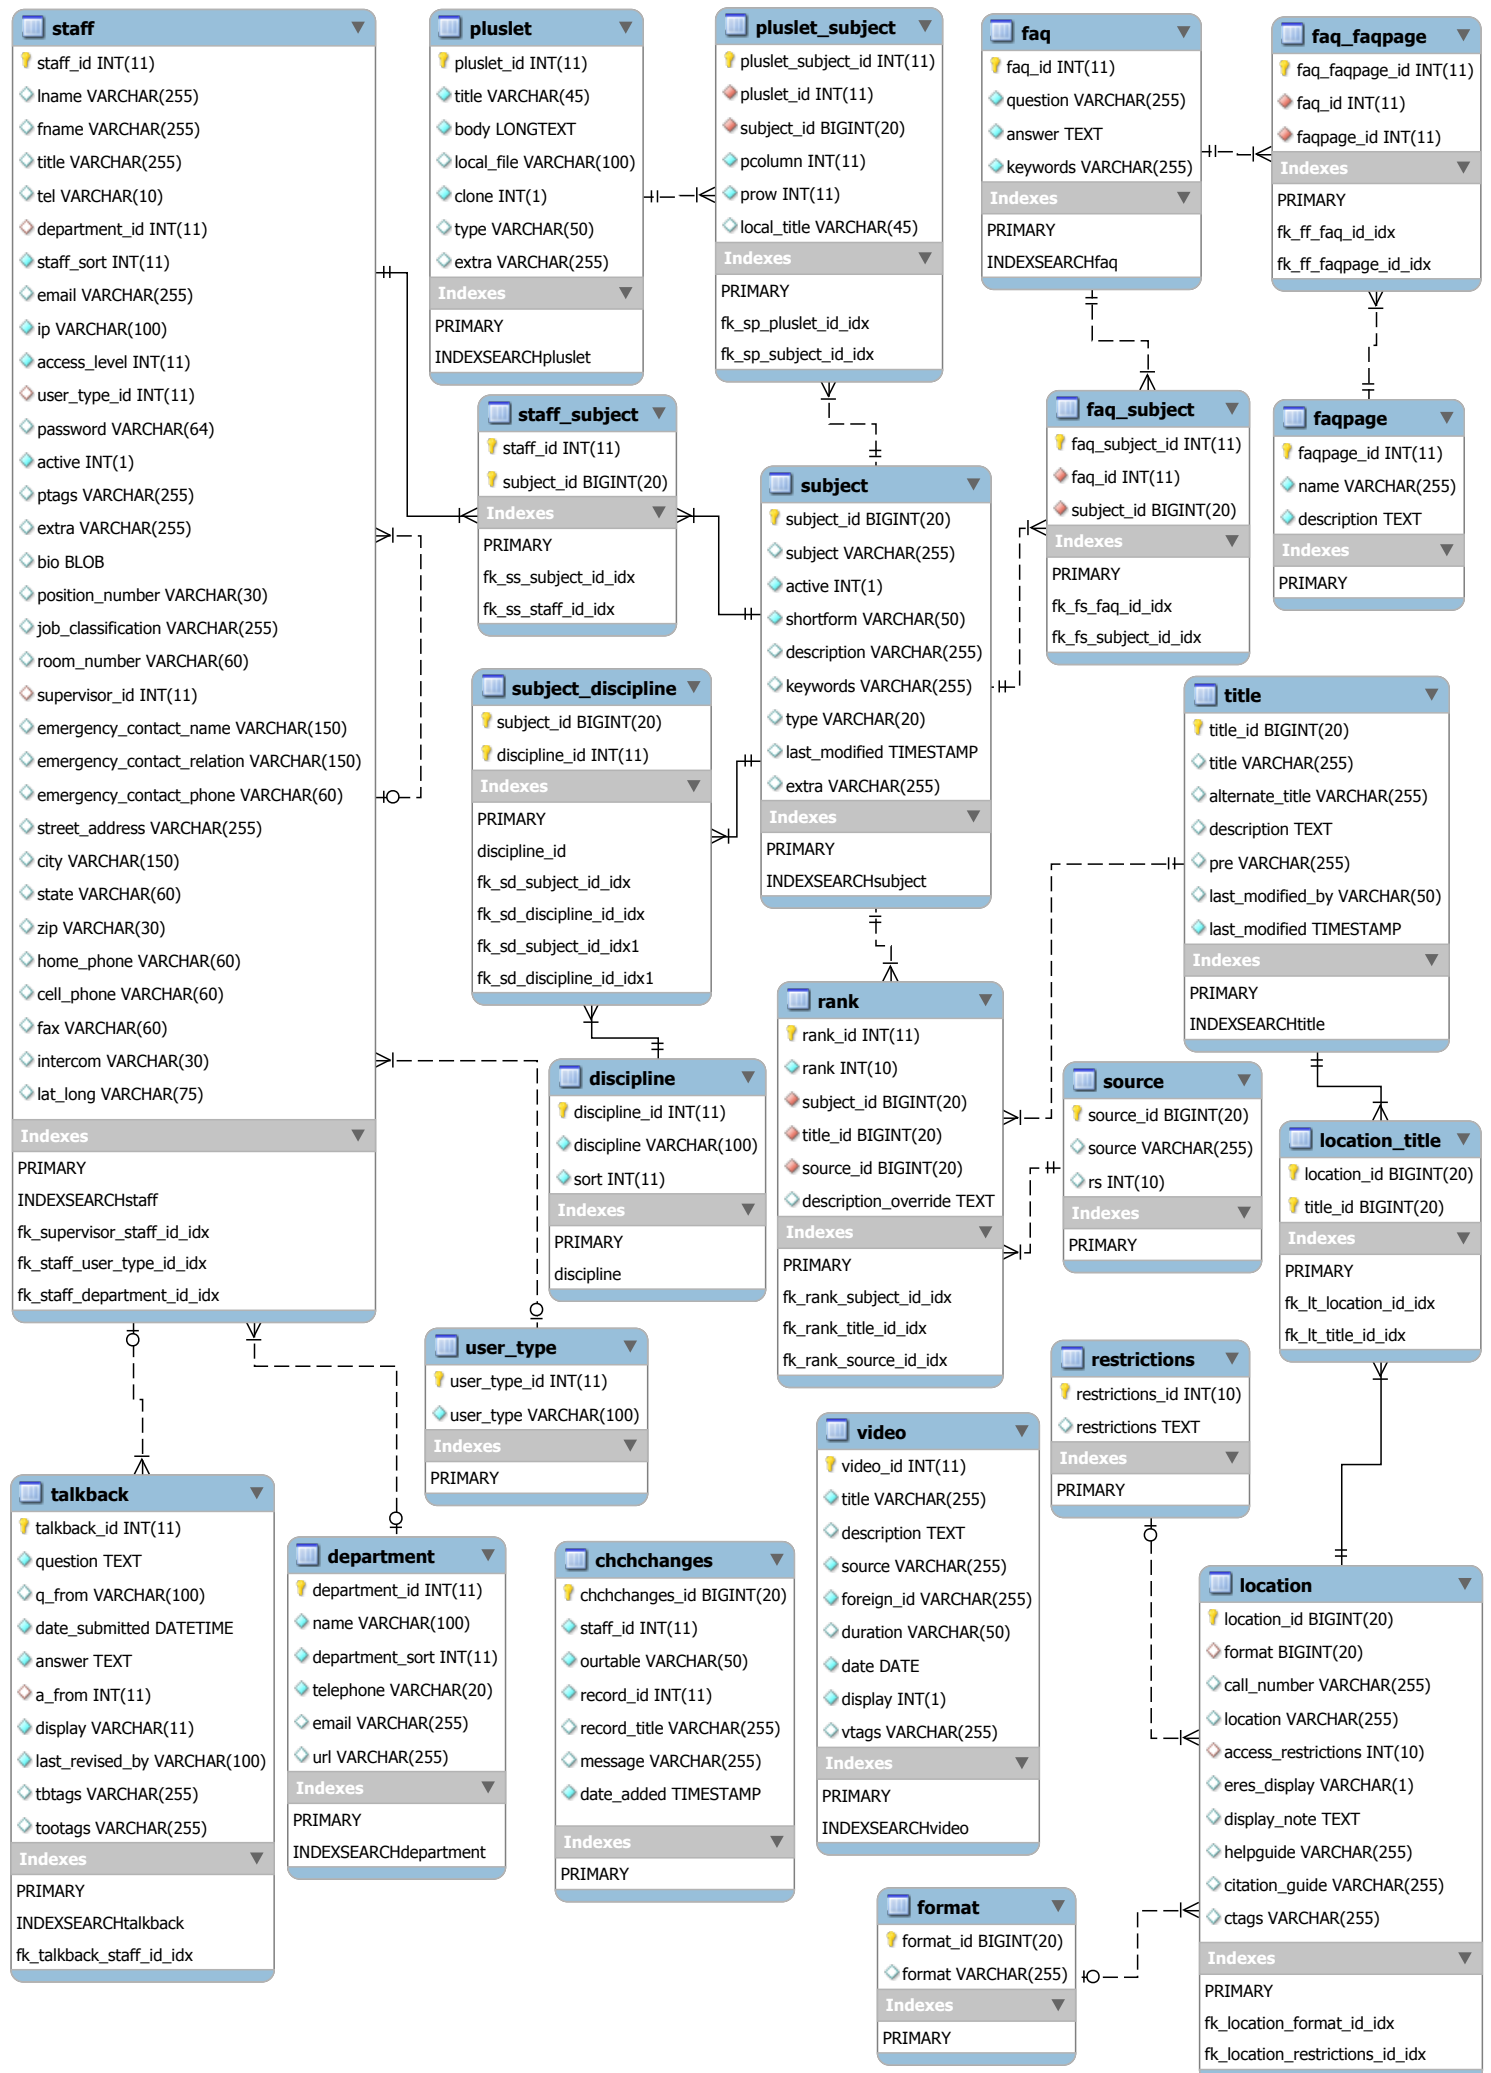 staff
staff_id INT(11)
lname VARCHAR(255)
fname VARCHAR(255)
title VARCHAR(255)
tel VARCHAR(10)
department_id INT(11)
staff_sort INT(11)
email VARCHAR(255)
ip VARCHAR(100)
access_level INT(11)
user_type_id INT(11)
password VARCHAR(64)
active INT(1)
ptags VARCHAR(255)
extra VARCHAR(255)
bio BLOB
position_number VARCHAR(30)
job_classification VARCHAR(255)
room_number VARCHAR(60)
supervisor_id INT(11)
emergency_contact_name VARCHAR(150)
emergency_contact_relation VARCHAR(150)
emergency_contact_phone VARCHAR(60)
street_address VARCHAR(255)
city VARCHAR(150)
state VARCHAR(60)
zip VARCHAR(30)
home_phone VARCHAR(60)
cell_phone VARCHAR(60)
fax VARCHAR(60)
intercom VARCHAR(30)
lat_long VARCHAR(75)
Indexes
PRIMARY
INDEXSEARCHstaff
fk_supervisor_staff_id_idx
fk_staff_user_type_id_idx
fk_staff_department_id_idx
pluslet
pluslet_id INT(11)
title VARCHAR(45)
body LONGTEXT
local_file VARCHAR(100)
clone INT(1)
type VARCHAR(50)
extra VARCHAR(255)
Indexes
PRIMARY
INDEXSEARCHpluslet
pluslet_subject
pluslet_subject_id INT(11)
pluslet_id INT(11)
subject_id BIGINT(20)
pcolumn INT(11)
prow INT(11)
local_title VARCHAR(45)
Indexes
PRIMARY
fk_sp_pluslet_id_idx
fk_sp_subject_id_idx
faq
faq_id INT(11)
question VARCHAR(255)
answer TEXT
keywords VARCHAR(255)
Indexes
PRIMARY
INDEXSEARCHfaq
faq_faqpage
faq_faqpage_id INT(11)
faq_id INT(11)
faqpage_id INT(11)
Indexes
PRIMARY
fk_ff_faq_id_idx
fk_ff_faqpage_id_idx
staff_subject
staff_id INT(11)
subject_id BIGINT(20)
Indexes
PRIMARY
fk_ss_subject_id_idx
fk_ss_staff_id_idx
subject
subject_id BIGINT(20)
subject VARCHAR(255)
active INT(1)
shortform VARCHAR(50)
description VARCHAR(255)
keywords VARCHAR(255)
type VARCHAR(20)
last_modified TIMESTAMP
extra VARCHAR(255)
Indexes
PRIMARY
INDEXSEARCHsubject
faq_subject
faq_subject_id INT(11)
faq_id INT(11)
subject_id BIGINT(20)
Indexes
PRIMARY
fk_fs_faq_id_idx
fk_fs_subject_id_idx
faqpage
faqpage_id INT(11)
name VARCHAR(255)
description TEXT
Indexes
PRIMARY
subject_discipline
subject_id BIGINT(20)
discipline_id INT(11)
Indexes
PRIMARY
discipline_id
fk_sd_subject_id_idx
fk_sd_discipline_id_idx
fk_sd_subject_id_idx1
fk_sd_discipline_id_idx1
title
title_id BIGINT(20)
title VARCHAR(255)
alternate_title VARCHAR(255)
description TEXT
pre VARCHAR(255)
last_modified_by VARCHAR(50)
last_modified TIMESTAMP
Indexes
PRIMARY
INDEXSEARCHtitle
rank
rank_id INT(11)
rank INT(10)
subject_id BIGINT(20)
title_id BIGINT(20)
source_id BIGINT(20)
description_override TEXT
Indexes
PRIMARY
fk_rank_subject_id_idx
fk_rank_title_id_idx
fk_rank_source_id_idx
discipline
discipline_id INT(11)
discipline VARCHAR(100)
sort INT(11)
Indexes
PRIMARY
discipline
source
source_id BIGINT(20)
source VARCHAR(255)
rs INT(10)
Indexes
PRIMARY
location_title
location_id BIGINT(20)
title_id BIGINT(20)
Indexes
PRIMARY
fk_lt_location_id_idx
fk_lt_title_id_idx
user_type
user_type_id INT(11)
user_type VARCHAR(100)
Indexes
PRIMARY
restrictions
restrictions_id INT(10)
restrictions TEXT
Indexes
PRIMARY
video
video_id INT(11)
title VARCHAR(255)
description TEXT
source VARCHAR(255)
foreign_id VARCHAR(255)
duration VARCHAR(50)
date DATE
display INT(1)
vtags VARCHAR(255)
Indexes
PRIMARY
INDEXSEARCHvideo
talkback
talkback_id INT(11)
question TEXT
q_from VARCHAR(100)
date_submitted DATETIME
answer TEXT
a_from INT(11)
display VARCHAR(11)
last_revised_by VARCHAR(100)
tbtags VARCHAR(255)
tootags VARCHAR(255)
Indexes
PRIMARY
INDEXSEARCHtalkback
fk_talkback_staff_id_idx
department
department_id INT(11)
name VARCHAR(100)
department_sort INT(11)
telephone VARCHAR(20)
email VARCHAR(255)
url VARCHAR(255)
Indexes
PRIMARY
INDEXSEARCHdepartment
chchchanges
chchchanges_id BIGINT(20)
staff_id INT(11)
ourtable VARCHAR(50)
record_id INT(11)
record_title VARCHAR(255)
message VARCHAR(255)
date_added TIMESTAMP
Indexes
PRIMARY
location
location_id BIGINT(20)
format BIGINT(20)
call_number VARCHAR(255)
location VARCHAR(255)
access_restrictions INT(10)
eres_display VARCHAR(1)
display_note TEXT
helpguide VARCHAR(255)
citation_guide VARCHAR(255)
ctags VARCHAR(255)
Indexes
PRIMARY
fk_location_format_id_idx
fk_location_restrictions_id_idx
format
format_id BIGINT(20)
format VARCHAR(255)
Indexes
PRIMARY